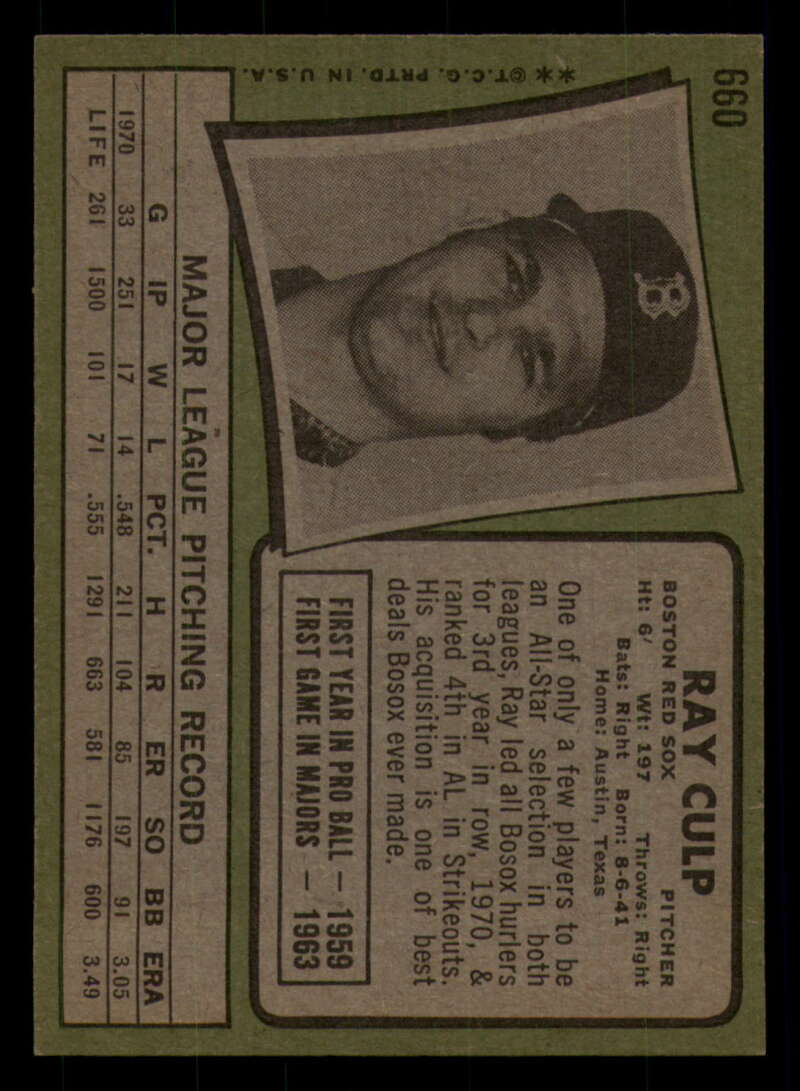 660
** ©T.C.G. PRTD. IN U.S.A.
B
RAY CULP
BOSTON RED SOX PITCHER
Ht: 6' Wt: 197 Throws: Right
Bats: Right Born: 8-6-41
Home: Austin, Texas
One of only a few players to be
an All-Star selection in both
leagues, Ray led all Bosox hurlers
for 3rd year in row, 1970, &
ranked 4th in AL in Strikeouts.
His acquisition is one of best
deals Bosox ever made.
FIRST YEAR IN PRO BALL — 1959
FIRST GAME IN MAJORS — 1963
MAJOR LEAGUE PITCHING RECORD
G IP W L PCT. H R ER SO BB ERA
1970 33 251 17 14 .548 211 104 85 197 91 3.05
LIFE 261 1500 101 71 .555 1291 663 581 1176 600 3.49